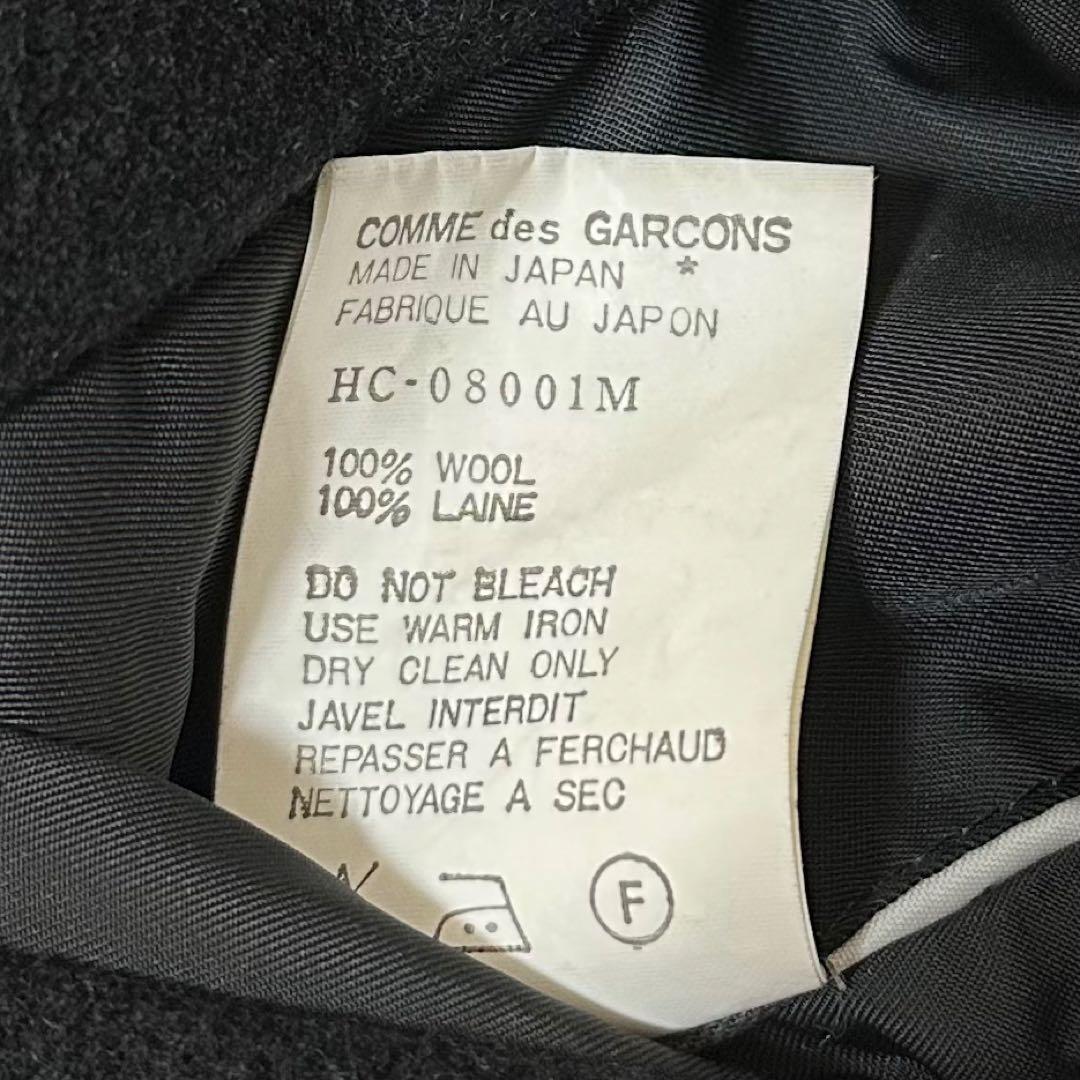 COMME des GARCONS
MADE IN JAPAN *
FABRIQUE AU JAPON
HC-08001M
100% WOOL
100% LAINE
DO NOT BLEACH
USE WARM IRON
DRY CLEAN ONLY
JAVEL INTERDIT
REPASSER A FERCHAUD
NETTOYAGE A SEC
F